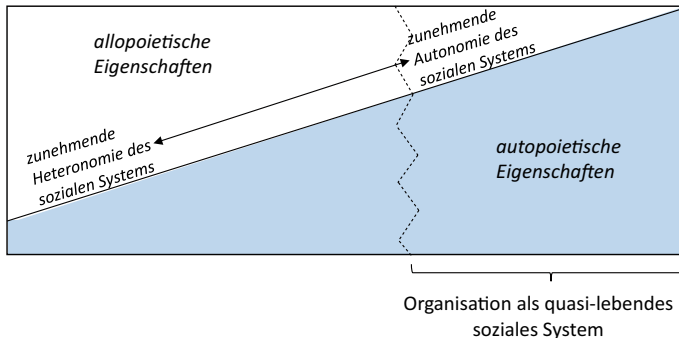 allopoietische
Eigenschaften
zunehmende
Autonomie des
sozialen Systems
zunehmende
Heteronomie des
sozialen Systems
autopoietische
Eigenschaften
Organisation als quasi-lebendes
soziales System